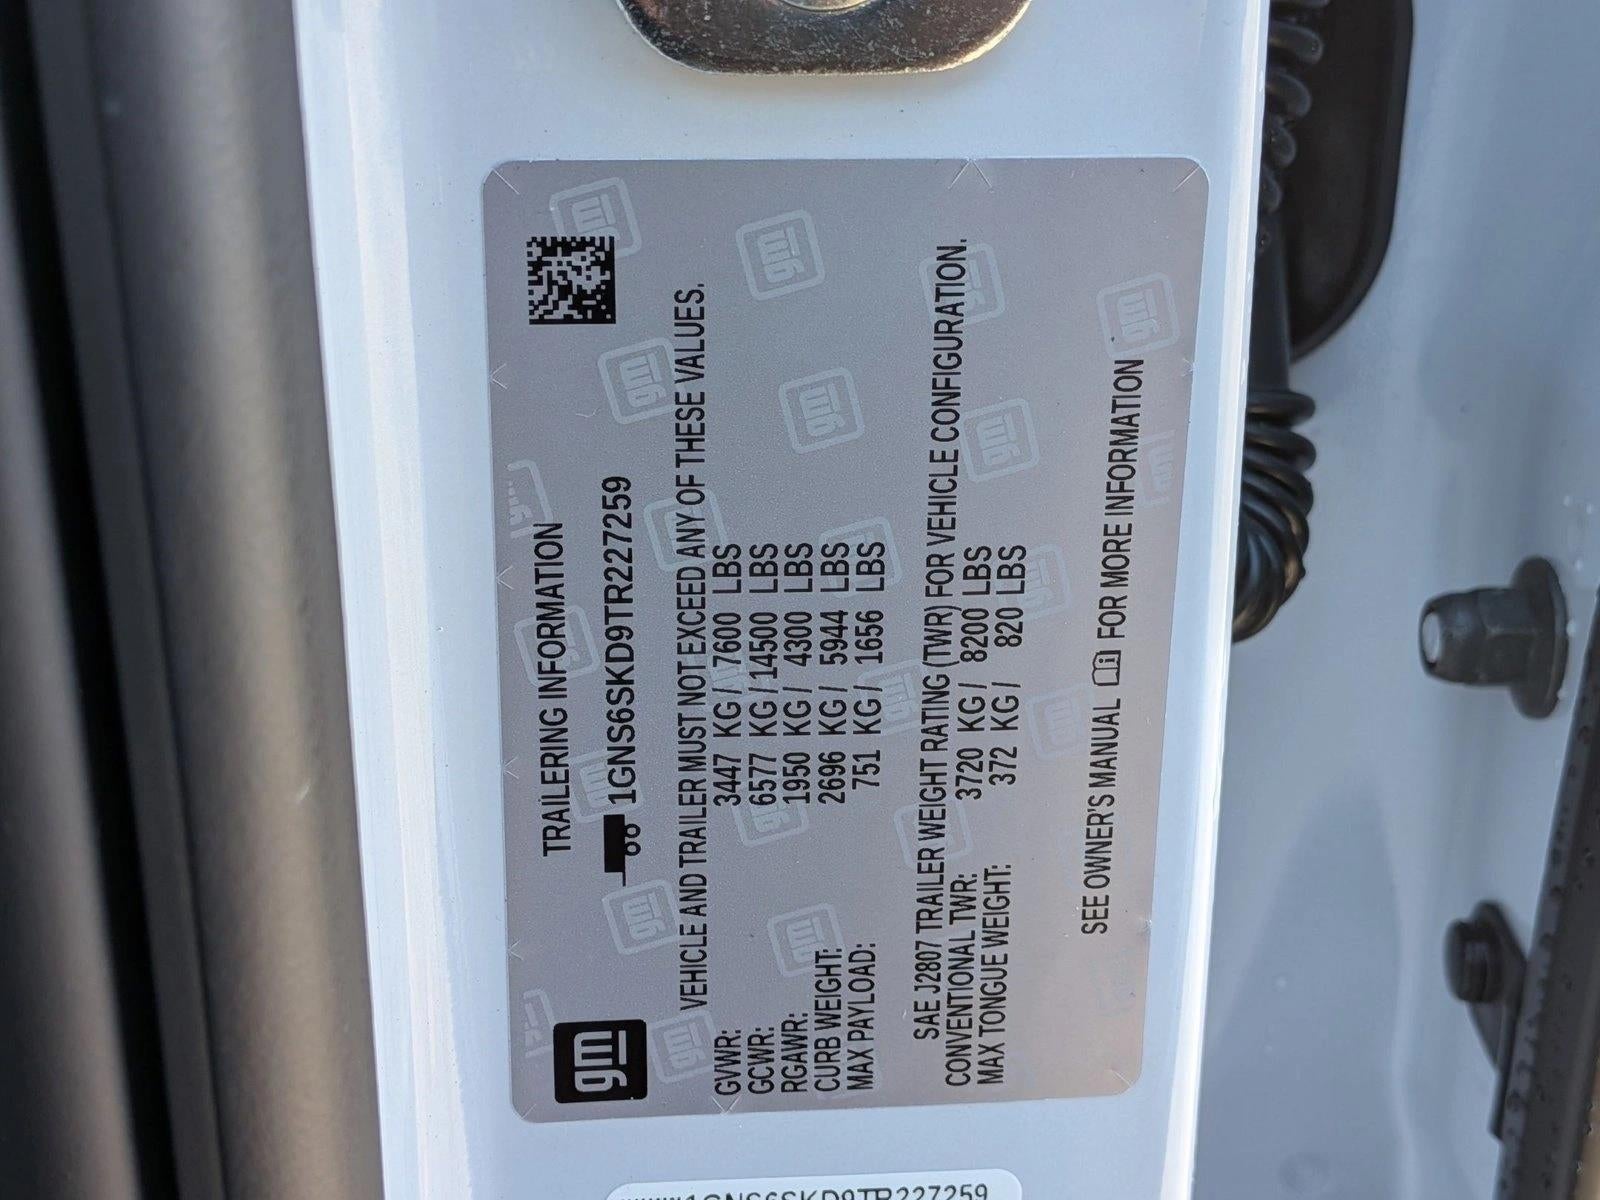 gm
TRAILERING INFORMATION
1GNS6SKD9TR227259
VEHICLE AND TRAILER MUST NOT EXCEED ANY OF THESE VALUES.
GVWR: 3447 KG / 7600 LBS
GCWR: 6577 KG / 14500 LBS
RGAWR: 1950 KG / 4300 LBS
CURB WEIGHT: 2696 KG / 5944 LBS
MAX PAYLOAD: 751 KG / 1656 LBS
SAE J2807 TRAILER WEIGHT RATING (TWR) FOR VEHICLE CONFIGURATION.
CONVENTIONAL TWR: 3720 KG / 8200 LBS
MAX TONGUE WEIGHT: 372 KG / 820 LBS
SEE OWNER'S MANUAL FOR MORE INFORMATION
1GNS6SKD9TR227259